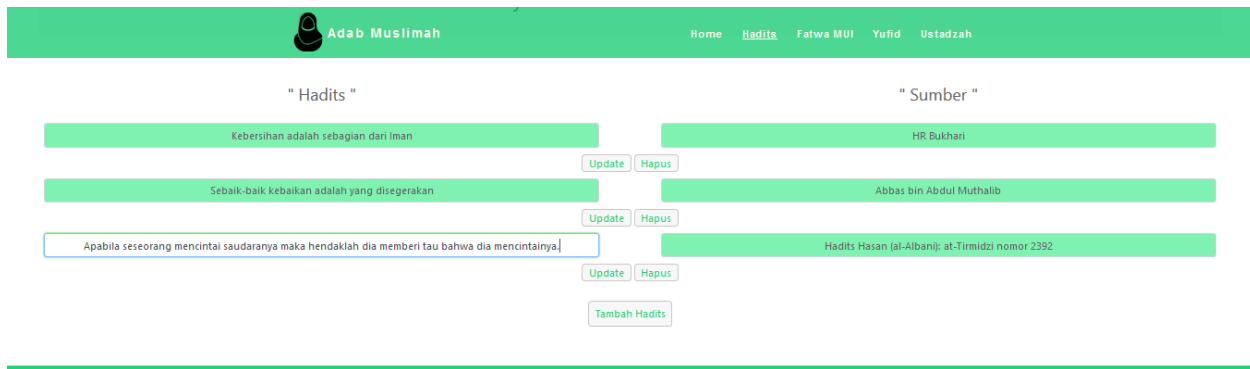 Adab Muslimah
Home Hadits Fatwa MUI Yufid Ustadzah
" Hadits " " Sumber "
Kebersihan adalah sebagian dari Iman HR Bukhari
Update Hapus
Sebaik-baik kebaikan adalah yang disegerakan Abbas bin Abdul Muthalib
Update Hapus
Apabila seseorang mencintai saudaranya maka hendaklah dia memberi tau bahwa dia mencintainya. Hadits Hasan (al-Albani): at-Tirmidzi nomor 2392
Update Hapus
Tambah Hadits